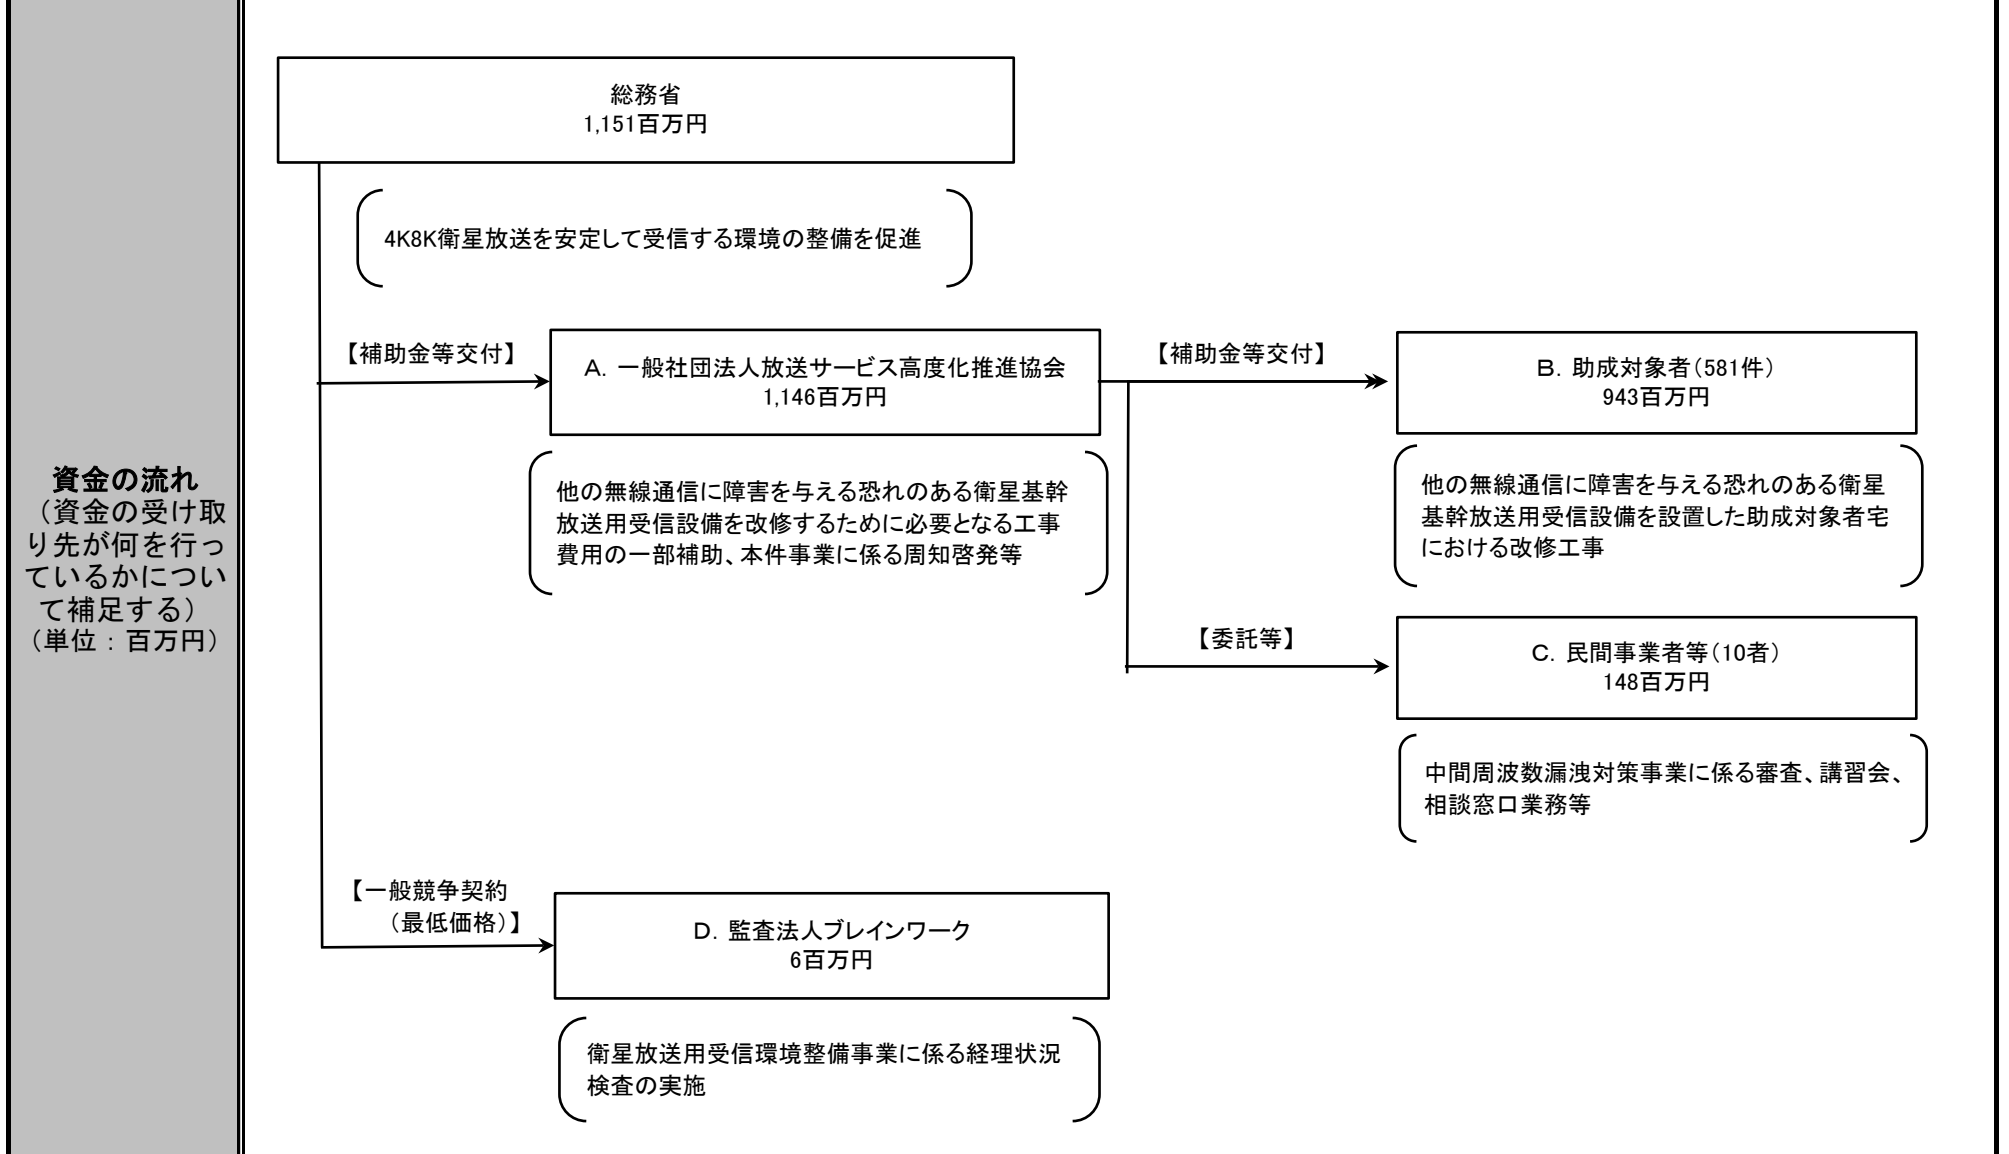 資金の流れ
（資金の受け取
り先が何を行っ
ているかについ
て補足する）
（単位：百万円）
総務省
1,151百万円
4K8K衛星放送を安定して受信する環境の整備を促進
【補助金等交付】
A．一般社団法人放送サービス高度化推進協会
1,146百万円
他の無線通信に障害を与える恐れのある衛星基幹
放送用受信設備を改修するために必要となる工事
費用の一部補助、本件事業に係る周知啓発等
【補助金等交付】
B．助成対象者（581件）
943百万円
他の無線通信に障害を与える恐れのある衛星
基幹放送用受信設備を設置した助成対象者宅
における改修工事
【委託等】
C．民間事業者等（10者）
148百万円
中間周波数漏洩対策事業に係る審査、講習会、
相談窓口業務等
【一般競争契約
（最低価格）】
D．監査法人ブレインワーク
6百万円
衛星放送用受信環境整備事業に係る経理状況
検査の実施